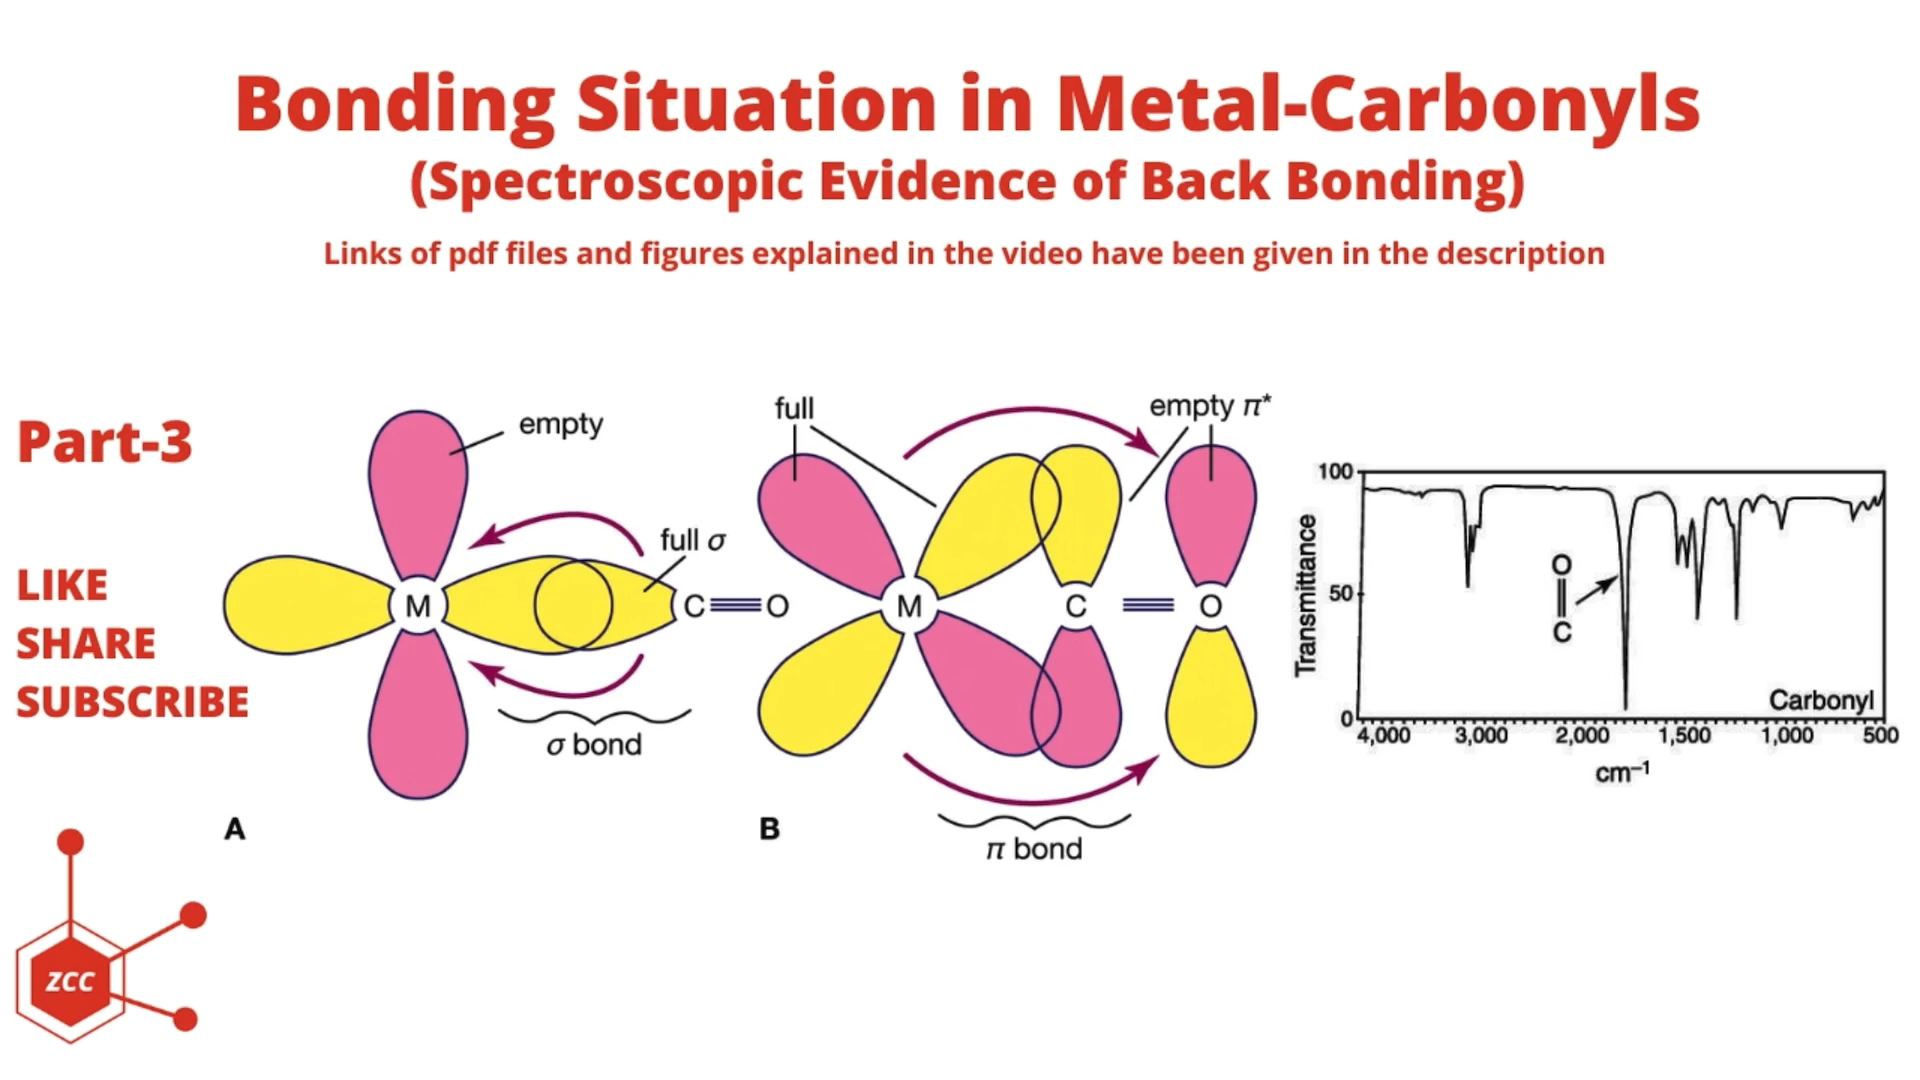 Bonding Situation in Metal-Carbonyls
(Spectroscopic Evidence of Back Bonding)
Links of pdf files and figures explained in the video have been given in the description
Part-3
LIKE
SHARE
SUBSCRIBE
empty
full σ
M
C
O
σ bond
A
full
empty π*
M
C
O
π bond
B
Transmittance
100
50
0
O
C
Carbonyl
4,000 3,000 2,000 1,500 1,000 500
cm⁻¹
ZCC